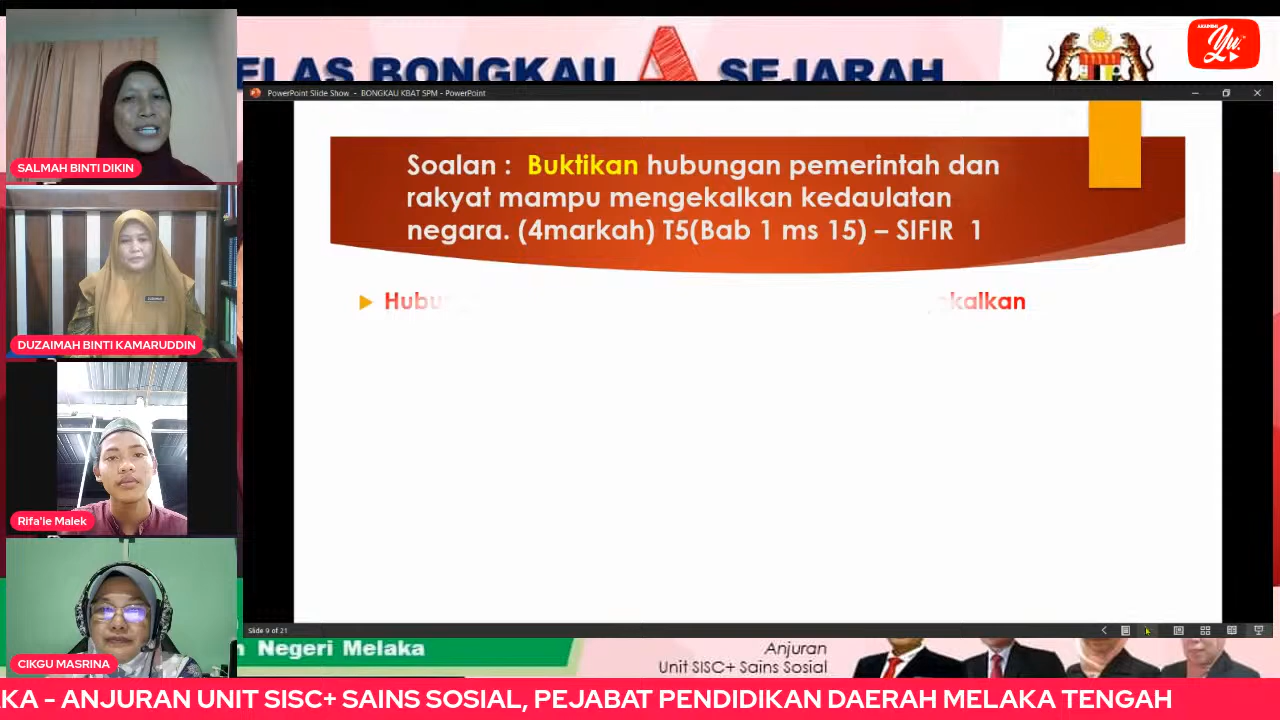 ELAS BONGKAU A SEJARAH
AKADEMI
YU
PowerPoint Slide Show - BONGKAU KBAT SPM - PowerPoint
Soalan : Buktikan hubungan pemerintah dan
rakyat mampu mengekalkan kedaulatan
negara. (4markah) T5(Bab 1 ms 15) – SIFIR 1
Hubu
kalkan
SALMAH BINTI DIKIN
DUZAIMAH BINTI KAMARUDDIN
Rifa'ie Malek
CIKGU MASRINA
Slide 9 of 21
n Negeri Melaka
Anjuran
Unit SISC+ Sains Sosial
KA - ANJURAN UNIT SISC+ SAINS SOSIAL, PEJABAT PENDIDIKAN DAERAH MELAKA TENGAH